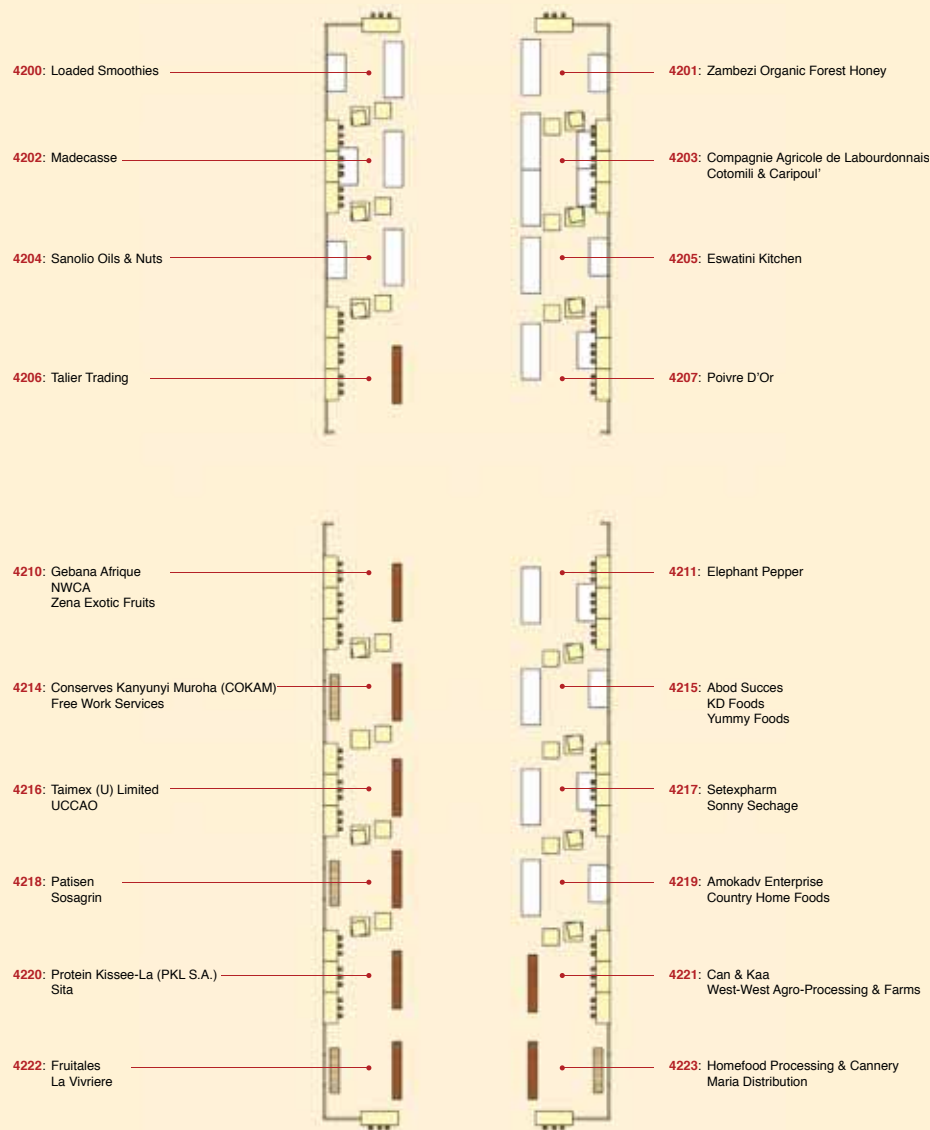 4200: Loaded Smoothies
4201: Zambezi Organic Forest Honey
4202: Madecasse
4203: Compagnie Agricole de Labourdonnais
Cotomili & Caripoul’
4204: Sanolio Oils & Nuts
4205: Eswatini Kitchen
4206: Talier Trading
4207: Poivre D’Or
4210: Gebana Afrique
NWCA
Zena Exotic Fruits
4211: Elephant Pepper
4214: Conserves Kanyunyi Muroha (COKAM)
Free Work Services
4215: Abod Succes
KD Foods
Yummy Foods
4216: Taimex (U) Limited
UCCAO
4217: Setexpharm
Sonny Sechage
4218: Patisen
Sosagrin
4219: Amokadv Enterprise
Country Home Foods
4220: Protein Kissee-La (PKL S.A.)
Sita
4221: Can & Kaa
West-West Agro-Processing & Farms
4222: Fruitales
La Vivriere
4223: Homefood Processing & Cannery
Maria Distribution